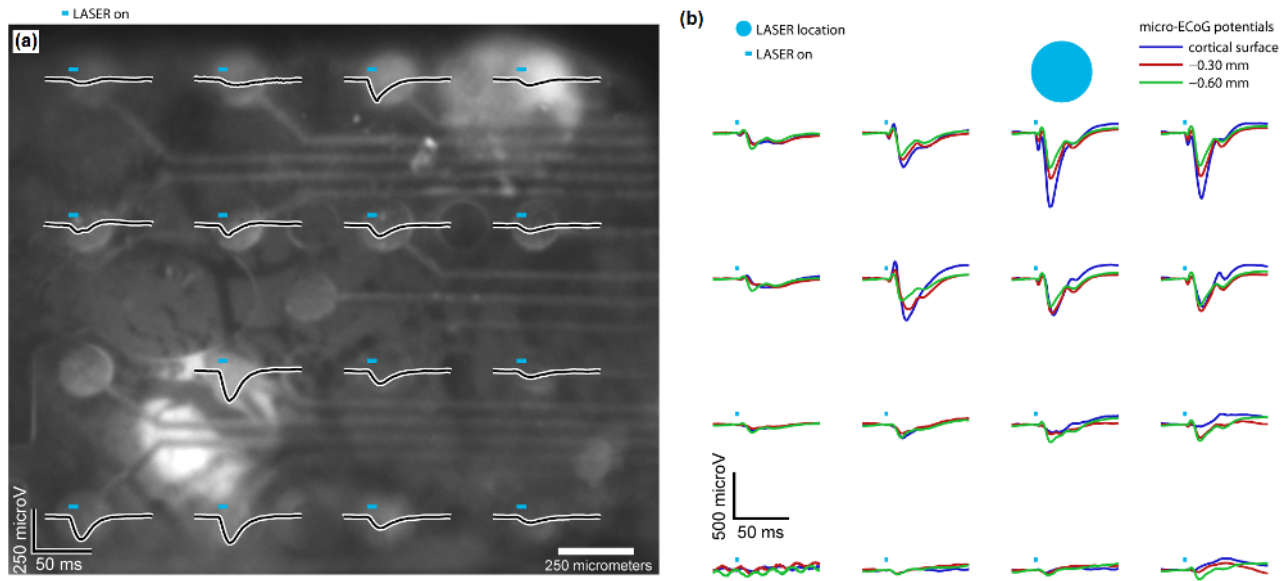 LASER on
(a)
250 microV
50 ms
250 micrometers
(b)
LASER location
LASER on
micro-ECoG potentials
cortical surface
−0.30 mm
−0.60 mm
500 microV
50 ms